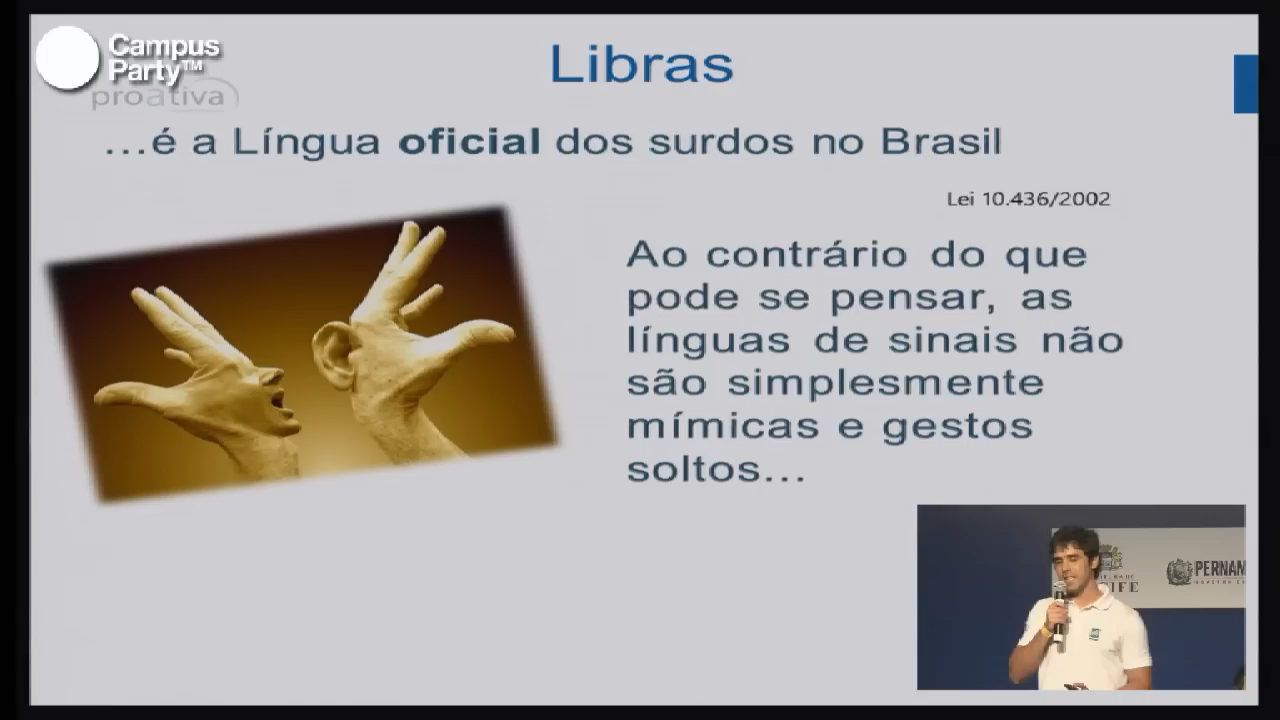 Campus
Party™
proativa
Libras
...é a Língua oficial dos surdos no Brasil
Lei 10.436/2002
Ao contrário do que
pode se pensar, as
línguas de sinais não
são simplesmente
mímicas e gestos
soltos...
PERNAM